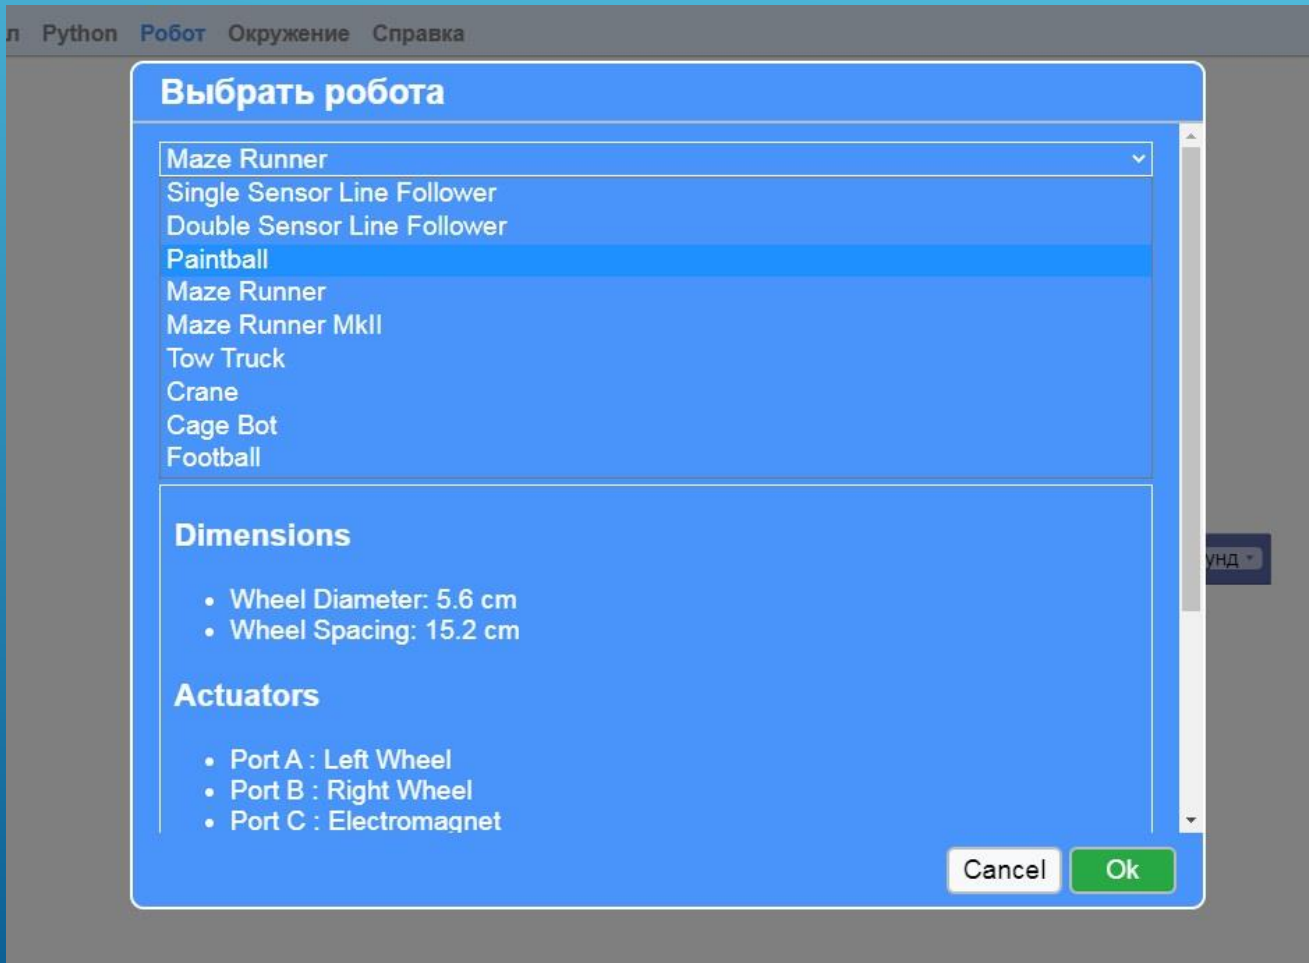 л Python Робот Окружение Справка
Выбрать робота
Maze Runner
Single Sensor Line Follower
Double Sensor Line Follower
Paintball
Maze Runner
Maze Runner MkII
Tow Truck
Crane
Cage Bot
Football
Dimensions
• Wheel Diameter: 5.6 cm
• Wheel Spacing: 15.2 cm
унд
Actuators
• Port A : Left Wheel
• Port B : Right Wheel
• Port C : Electromagnet
Cancel Ok